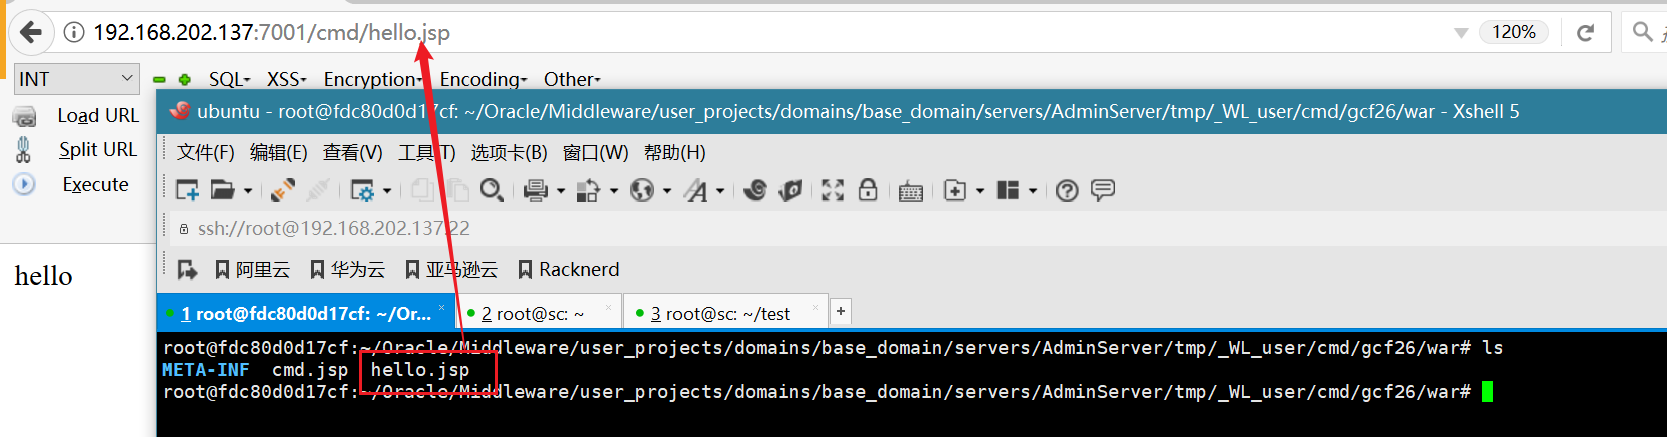 192.168.202.137:7001/cmd/hello.jsp 120%
INT SQL XSS Encryption Encoding Other
Load URL
Split URL
Execute
hello
ubuntu - root@fdc80d0d17cf: ~/Oracle/Middleware/user_projects/domains/base_domain/servers/AdminServer/tmp/_WL_user/cmd/gcf26/war - Xshell 5
文件(F) 编辑(E) 查看(V) 工具(T) 选项卡(B) 窗口(W) 帮助(H)
ssh://root@192.168.202.137:22
阿里云 华为云 亚马逊云 Racknerd
1 root@fdc80d0d17cf: ~/Or... × 2 root@sc: ~ × 3 root@sc: ~/test × +
root@fdc80d0d17cf:~/Oracle/Middleware/user_projects/domains/base_domain/servers/AdminServer/tmp/_WL_user/cmd/gcf26/war# ls
META-INF cmd.jsp hello.jsp
root@fdc80d0d17cf:~/Oracle/Middleware/user_projects/domains/base_domain/servers/AdminServer/tmp/_WL_user/cmd/gcf26/war#